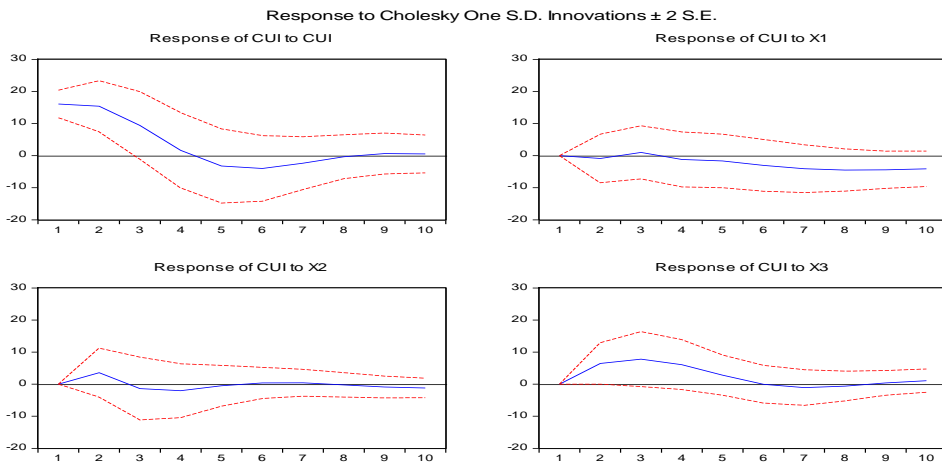 Response to Cholesky One S.D. Innovations ± 2 S.E.
Response of CUI to CUI
30
20
10
0
-10
-20
1 2 3 4 5 6 7 8 9 10
Response of CUI to X1
30
20
10
0
-10
-20
1 2 3 4 5 6 7 8 9 10
Response of CUI to X2
30
20
10
0
-10
-20
1 2 3 4 5 6 7 8 9 10
Response of CUI to X3
30
20
10
0
-10
-20
1 2 3 4 5 6 7 8 9 10